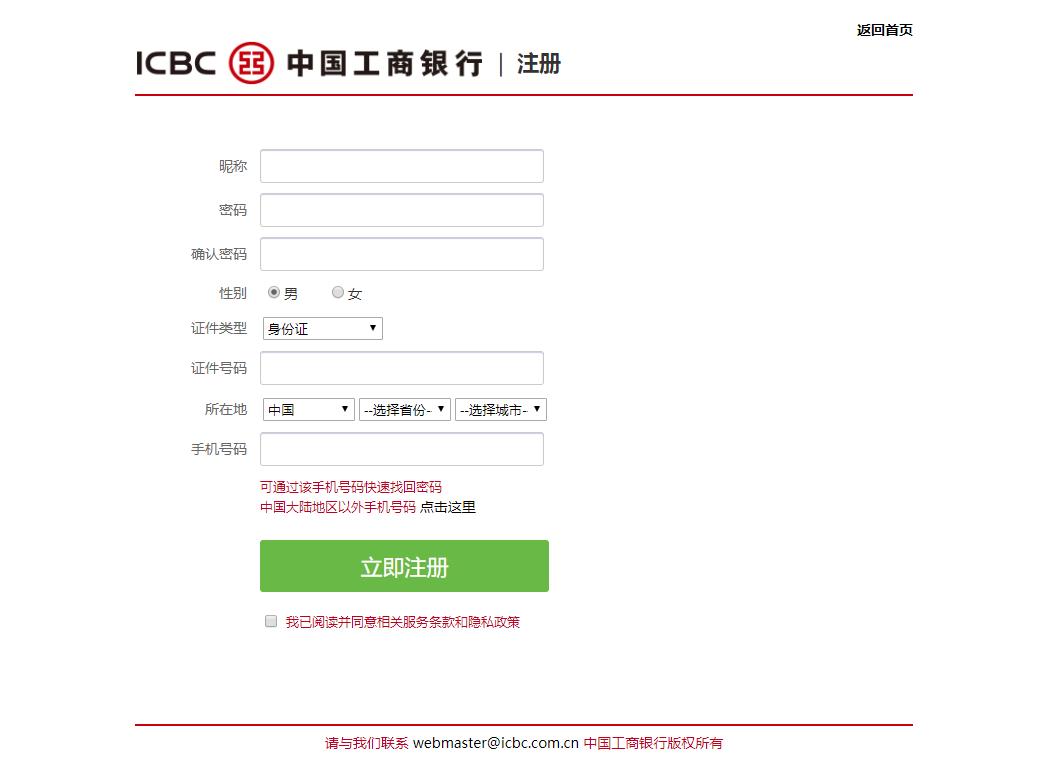 返回首页
ICBC 中国工商银行 | 注册
昵称
密码
确认密码
性别 男 女
证件类型 身份证
证件号码
所在地 中国 --选择省份- --选择城市-
手机号码
可通过该手机号码快速找回密码
中国大陆地区以外手机号码 点击这里
立即注册
我已阅读并同意相关服务条款和隐私政策
请与我们联系 webmaster@icbc.com.cn 中国工商银行版权所有